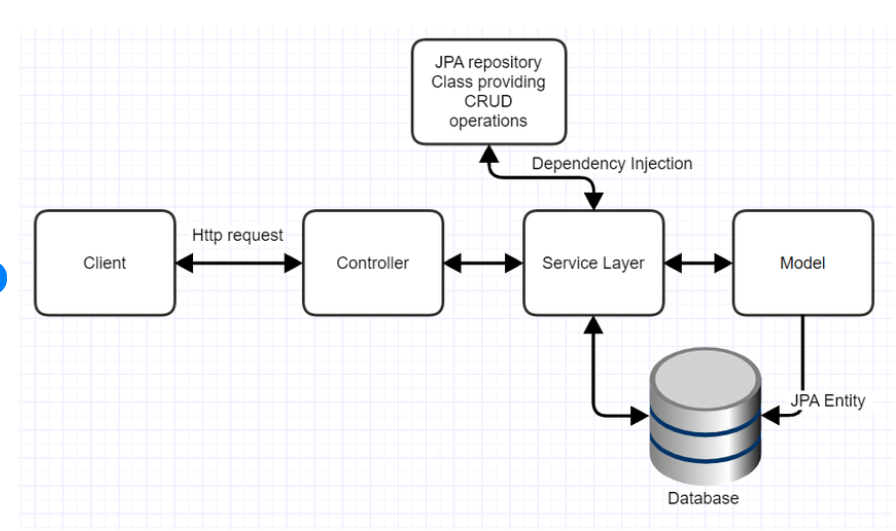 JPA repository
Class providing
CRUD
operations
Dependency Injection
Http request
Client
Controller
Service Layer
Model
JPA Entity
Database